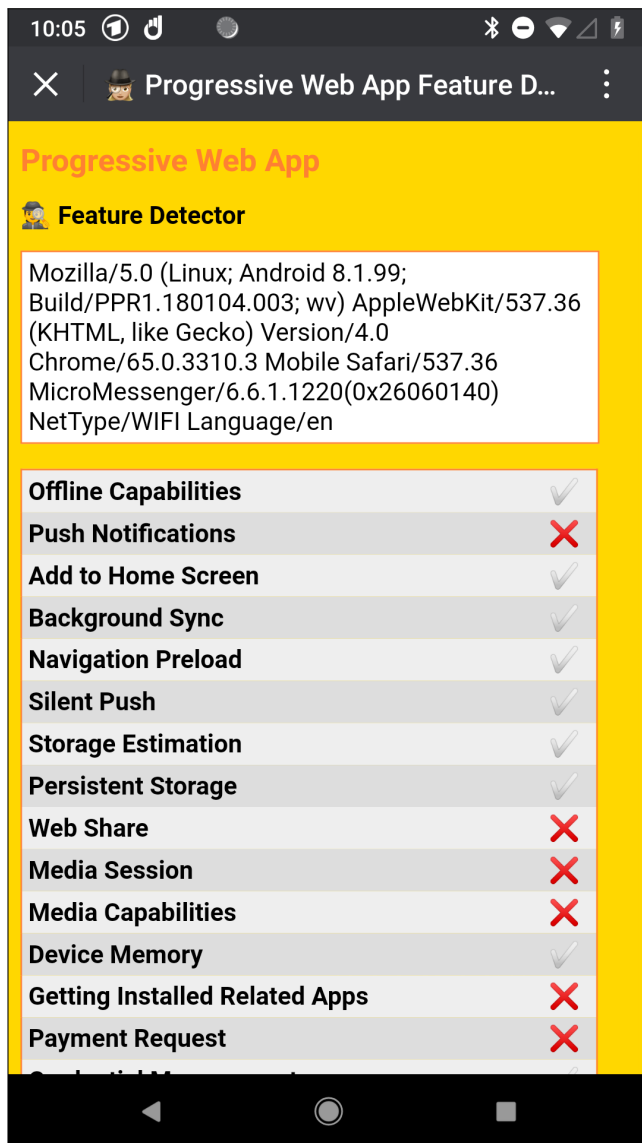 10:05
Progressive Web App Feature D...
Progressive Web App
Feature Detector
Mozilla/5.0 (Linux; Android 8.1.99;
Build/PPR1.180104.003; wv) AppleWebKit/537.36
(KHTML, like Gecko) Version/4.0
Chrome/65.0.3310.3 Mobile Safari/537.36
MicroMessenger/6.6.1.1220(0x26060140)
NetType/WIFI Language/en
Offline Capabilities
Push Notifications
Add to Home Screen
Background Sync
Navigation Preload
Silent Push
Storage Estimation
Persistent Storage
Web Share
Media Session
Media Capabilities
Device Memory
Getting Installed Related Apps
Payment Request